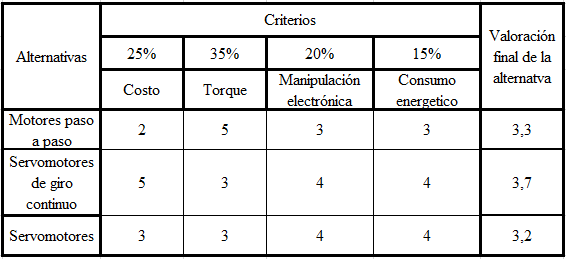 Alternativas
Criterios
Valoración
final de la
alternatva
25%
35%
20%
15%
Costo
Torque
Manipulación
electrónica
Consumo
energetico
Motores paso
a paso
2
5
3
3
3,3
Servomotores
de giro
continuo
5
3
4
4
3,7
Servomotores
3
3
4
4
3,2